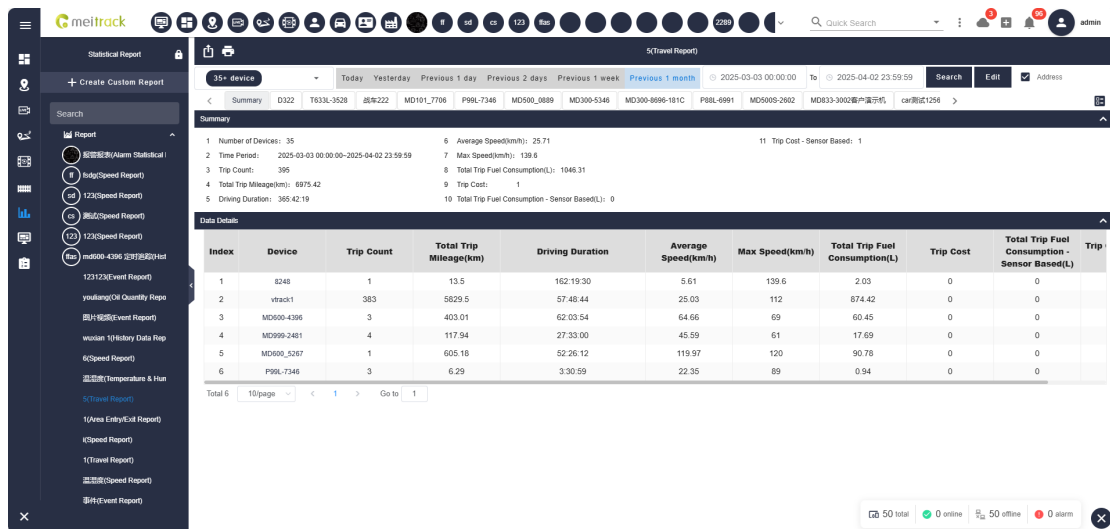 meitrack
ff sd cs 123 flas 2289
Quick Search
3
96
admin
Statistical Report
5(Travel Report)
+ Create Custom Report
35+ device
Today Yesterday Previous 1 day Previous 2 days Previous 1 week Previous 1 month
2025-03-03 00:00:00 To 2025-04-02 23:59:59
Search Edit Address
Search
Summary D322 T633L-3528 战车222 MD101_7706 P99L-7346 MD500_0889 MD300-5346 MD300-8696-181C P88L-6991 MD500S-2602 MD833-3002客户演示机 car测试1256
Report
报警报表(Alarm Statistical
ff fsdg(Speed Report)
sd 123(Speed Report)
cs 测试(Speed Report)
123 123(Speed Report)
flas md600-4396 定时追踪(Hist
123123(Event Report)
youliang(Oil Quantity Repo
图片视频(Event Report)
wuxian 1(History Data Rep
6(Speed Report)
温湿度(Temperature & Hun
5(Travel Report)
1(Area Entry/Exit Report)
i(Speed Report)
1(Travel Report)
温湿度(Speed Report)
事件(Event Report)
Summary
1 Number of Devices: 35
2 Time Period: 2025-03-03 00:00:00~2025-04-02 23:59:59
3 Trip Count: 395
4 Total Trip Mileage(km): 6975.42
5 Driving Duration: 365:42:19
6 Average Speed(km/h): 25.71
7 Max Speed(km/h): 139.6
8 Total Trip Fuel Consumption(L): 1046.31
9 Trip Cost: 1
10 Total Trip Fuel Consumption - Sensor Based(L): 0
11 Trip Cost - Sensor Based: 1
Data Details
Index Device Trip Count Total Trip Mileage(km) Driving Duration Average Speed(km/h) Max Speed(km/h) Total Trip Fuel Consumption(L) Trip Cost Total Trip Fuel Consumption - Sensor Based(L) Trip
1 8248 1 13.5 162:19:30 5.61 139.6 2.03 0 0
2 vtrack1 383 5829.5 57:48:44 25.03 112 874.42 0 0
3 MD600-4396 3 403.01 62:03:54 64.66 69 60.45 0 0
4 MD999-2481 4 117.94 27:33:00 45.59 61 17.69 0 0
5 MD600_5267 1 605.18 52:26:12 119.97 120 90.78 0 0
6 P99L-7346 3 6.29 3:30:59 22.35 89 0.94 0 0
Total 6 10/page 1 Go to 1
50 total 0 online 50 offline 0 alarm